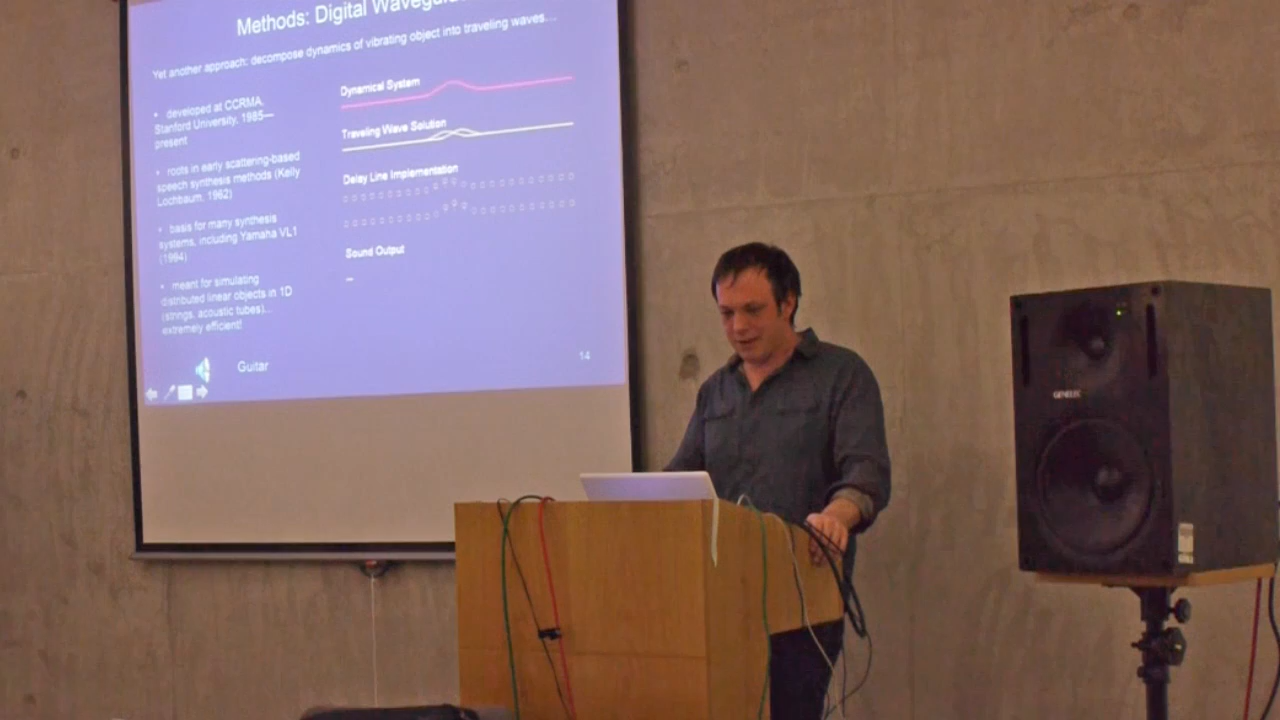 Methods: Digital Wavegui
Yet another approach: decompose dynamics of vibrating object into traveling waves...
• developed at CCRMA,
Stanford University, 1985—
present
• roots in early scattering-based
speech synthesis methods (Kelly
Lochbaum, 1962)
• basis for many synthesis
systems, including Yamaha VL1
(1994)
• meant for simulating
distributed linear objects in 1D
(strings, acoustic tubes)...
extremely efficient!
Dynamical System
Traveling Wave Solution
Delay Line Implementation
Sound Output
Guitar
14
GENELEC